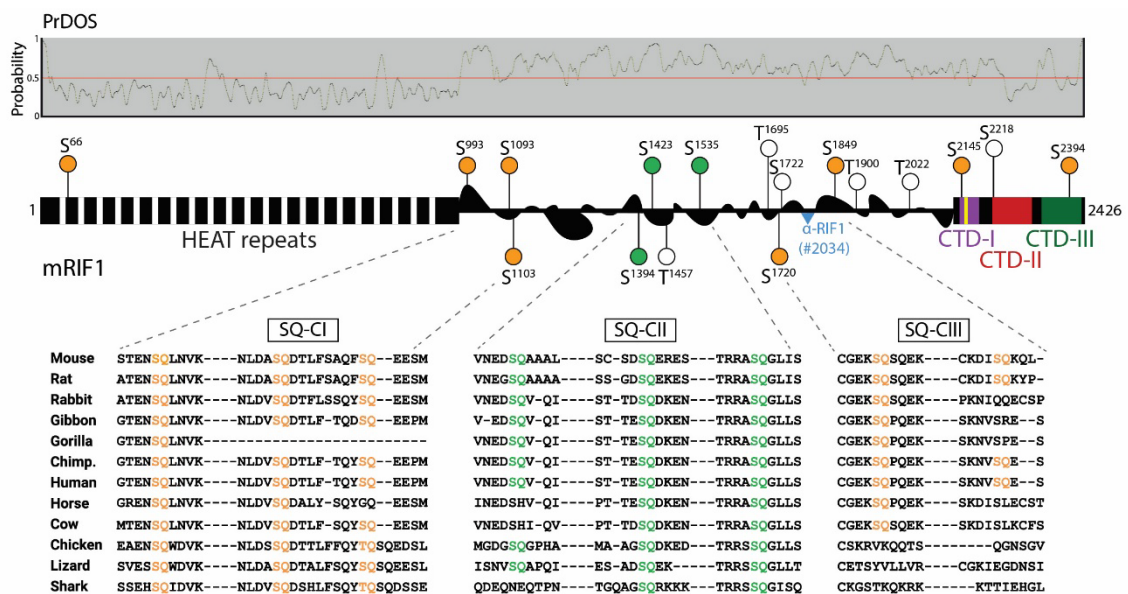 PrDOS
Probability
1
0.5
0
S66
S993
S1093
S1423
S1535
T1695
S1722
S1849
T1900
T2022
S2145
S2218
S2394
1
2426
HEAT repeats
α-RIF1
(#2034)
CTD-I
CTD-II
CTD-III
mRIF1
S1103
S1394
T1457
S1720
SQ-CI SQ-CII SQ-CIII
Mouse STENSQLNVK----NLDASQDTLFSAQFSQ--EESM VNEDSQAAAL----SC-SDSQERES----TRRASQGLIS CGEKSQSQEK----CKDISQKQL-
Rat ATENSQLNVK----NLDASQDTLFSAQFSQ--EESM VNEGSQAAAA----SS-GDSQEKES----TRRASQGLIS CGEKSQSQEK----CKDISQKYP-
Rabbit ATENSQLNVK----NLDVSQDTLFLSSQYSQ--EESM VNEDSQV-QI----ST-TESQDKEN----TRRASQGLLS CGEKSQSQEK----PKNIQQECSP
Gibbon GTENSQLNVK----NLDVSQDTLF-TQDSQ--EEPM V-EDSQV-QI----ST-TESQDKEN----TRRASQGLLS CGEKSQPQEK----SKNVSRE--S
Gorilla GTENSQLNVK-------------------------- VNEDSQV-QI----ST-TESQDKEN----TRRASQGLLS CGEKSQPQEK----SKNVSPE--S
Chimp. GTENSQLNVK----NLDVSQDTLF-TQYSQ--EEPM VNEDSQV-QI----ST-TESQDKEN----TRRASQGLLS CGEKSQPQEK----SKNVSQE--S
Human GTENSQLNVK----NLDVSQDTLF-TQYSQ--EEPM VNEDSQV-QI----ST-TESQDKEN----TRRASQGLLS CGEKSQPQEK----SKNVSQE--S
Horse GRENSQLNVK----NLDVSQDALY-SQYGQ--EESM INEDSHV-QI----PT-TESQDKEN----TRRASQGLLS CGEKSQPQEK----SKDISLECST
Cow MTENSQLNVK----NLDVSQDTLF-SQYSQ--EESM VNEDSHI-QV----PT-TDSQDKEN----TRRSSQGLLS CGEKSQPQEK----SKDISLKCFS
Chicken EAENSQWDVK----NLDSSQDTTLFFQYTQSQEDSL MGDGSQGPHA----MA-AGSQDKED----TRRSSQGLLS CSKRVKQQTS--------QGNSGV
Lizard SVESSQWDVK----NLDASQDTALFSQYSQSQEESL ISNVSQAPQI----ES-ADSQEK------TRRLSQGLLS CETSYVLLVR----CGKIEGDNSI
Shark SSEHSQIDVK----NLDVSQDSHLFSQYTQSQDSSE QDEQNEQTPN----TGQAGSQRKKK----TRRSSQGISQ CKGSTKQKRK----KTTIEHGL